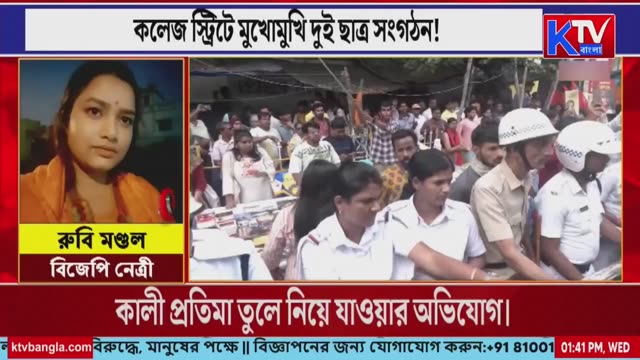 কলেজ স্ট্রিটে মুখোমুখি দুই ছাত্র সংগঠন!
KTV
বাংলা
রুবি মণ্ডল
বিজেপি নেত্রী
কালী প্রতিমা তুলে নিয়ে যাওয়ার অভিযোগ।
ktvbangla.com
বিরুদ্ধে, মানুষের পক্ষে || বিজ্ঞাপনের জন্য যোগাযোগ করুন:+91 81001
01:41 PM, WED